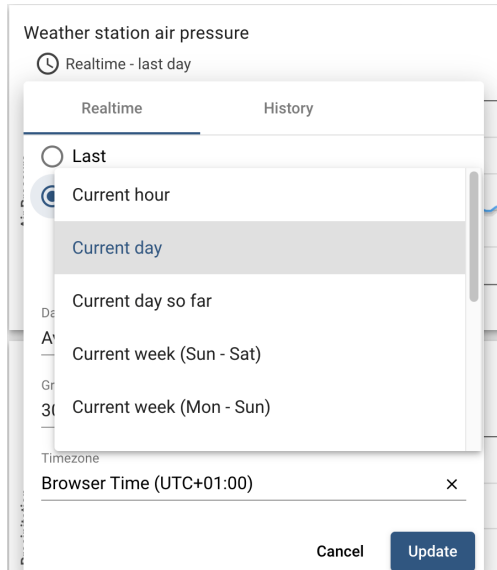 Weather station air pressure
Realtime - last day
Realtime
History
Last
Current hour
Current day
Current day so far
Current week (Sun - Sat)
Current week (Mon - Sun)
Timezone
Browser Time (UTC+01:00)
Cancel
Update